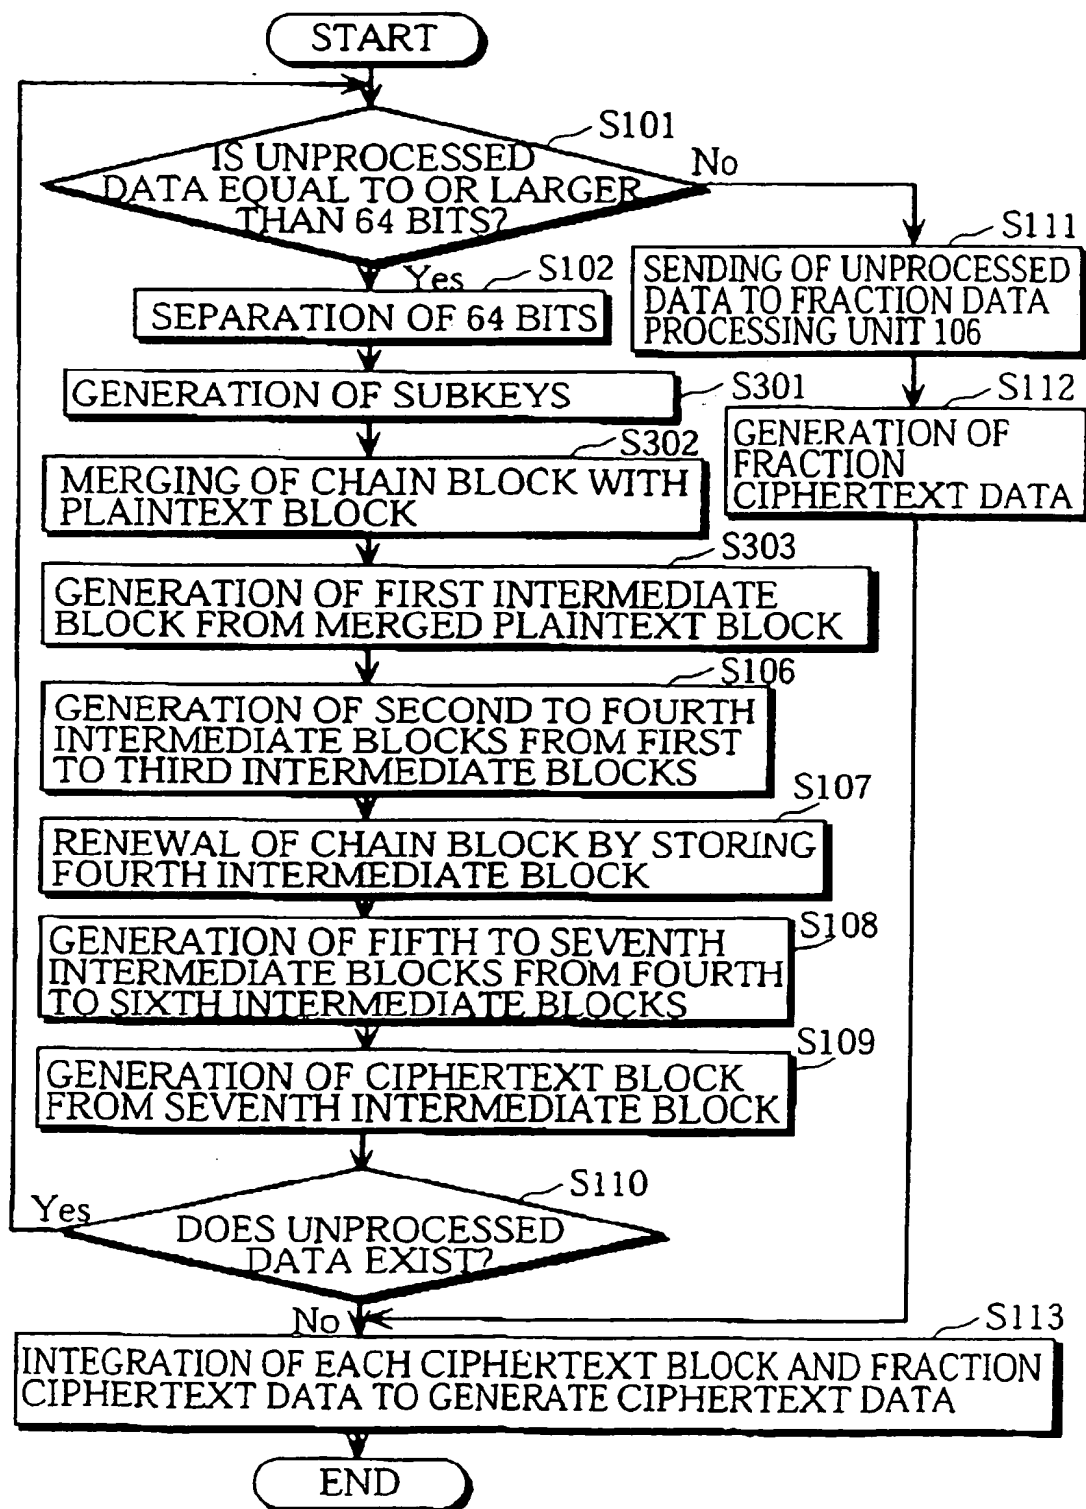 START
S101
IS UNPROCESSED
DATA EQUAL TO OR LARGER
THAN 64 BITS?
No
Yes
S102
SEPARATION OF 64 BITS
S111
SENDING OF UNPROCESSED
DATA TO FRACTION DATA
PROCESSING UNIT 106
GENERATION OF SUBKEYS
S301
S112
GENERATION OF
FRACTION
CIPHERTEXT DATA
S302
MERGING OF CHAIN BLOCK WITH
PLAINTEXT BLOCK
S303
GENERATION OF FIRST INTERMEDIATE
BLOCK FROM MERGED PLAINTEXT BLOCK
S106
GENERATION OF SECOND TO FOURTH
INTERMEDIATE BLOCKS FROM FIRST
TO THIRD INTERMEDIATE BLOCKS
S107
RENEWAL OF CHAIN BLOCK BY STORING
FOURTH INTERMEDIATE BLOCK
S108
GENERATION OF FIFTH TO SEVENTH
INTERMEDIATE BLOCKS FROM FOURTH
TO SIXTH INTERMEDIATE BLOCKS
S109
GENERATION OF CIPHERTEXT BLOCK
FROM SEVENTH INTERMEDIATE BLOCK
S110
Yes
DOES UNPROCESSED
DATA EXIST?
No
S113
INTEGRATION OF EACH CIPHERTEXT BLOCK AND FRACTION
CIPHERTEXT DATA TO GENERATE CIPHERTEXT DATA
END